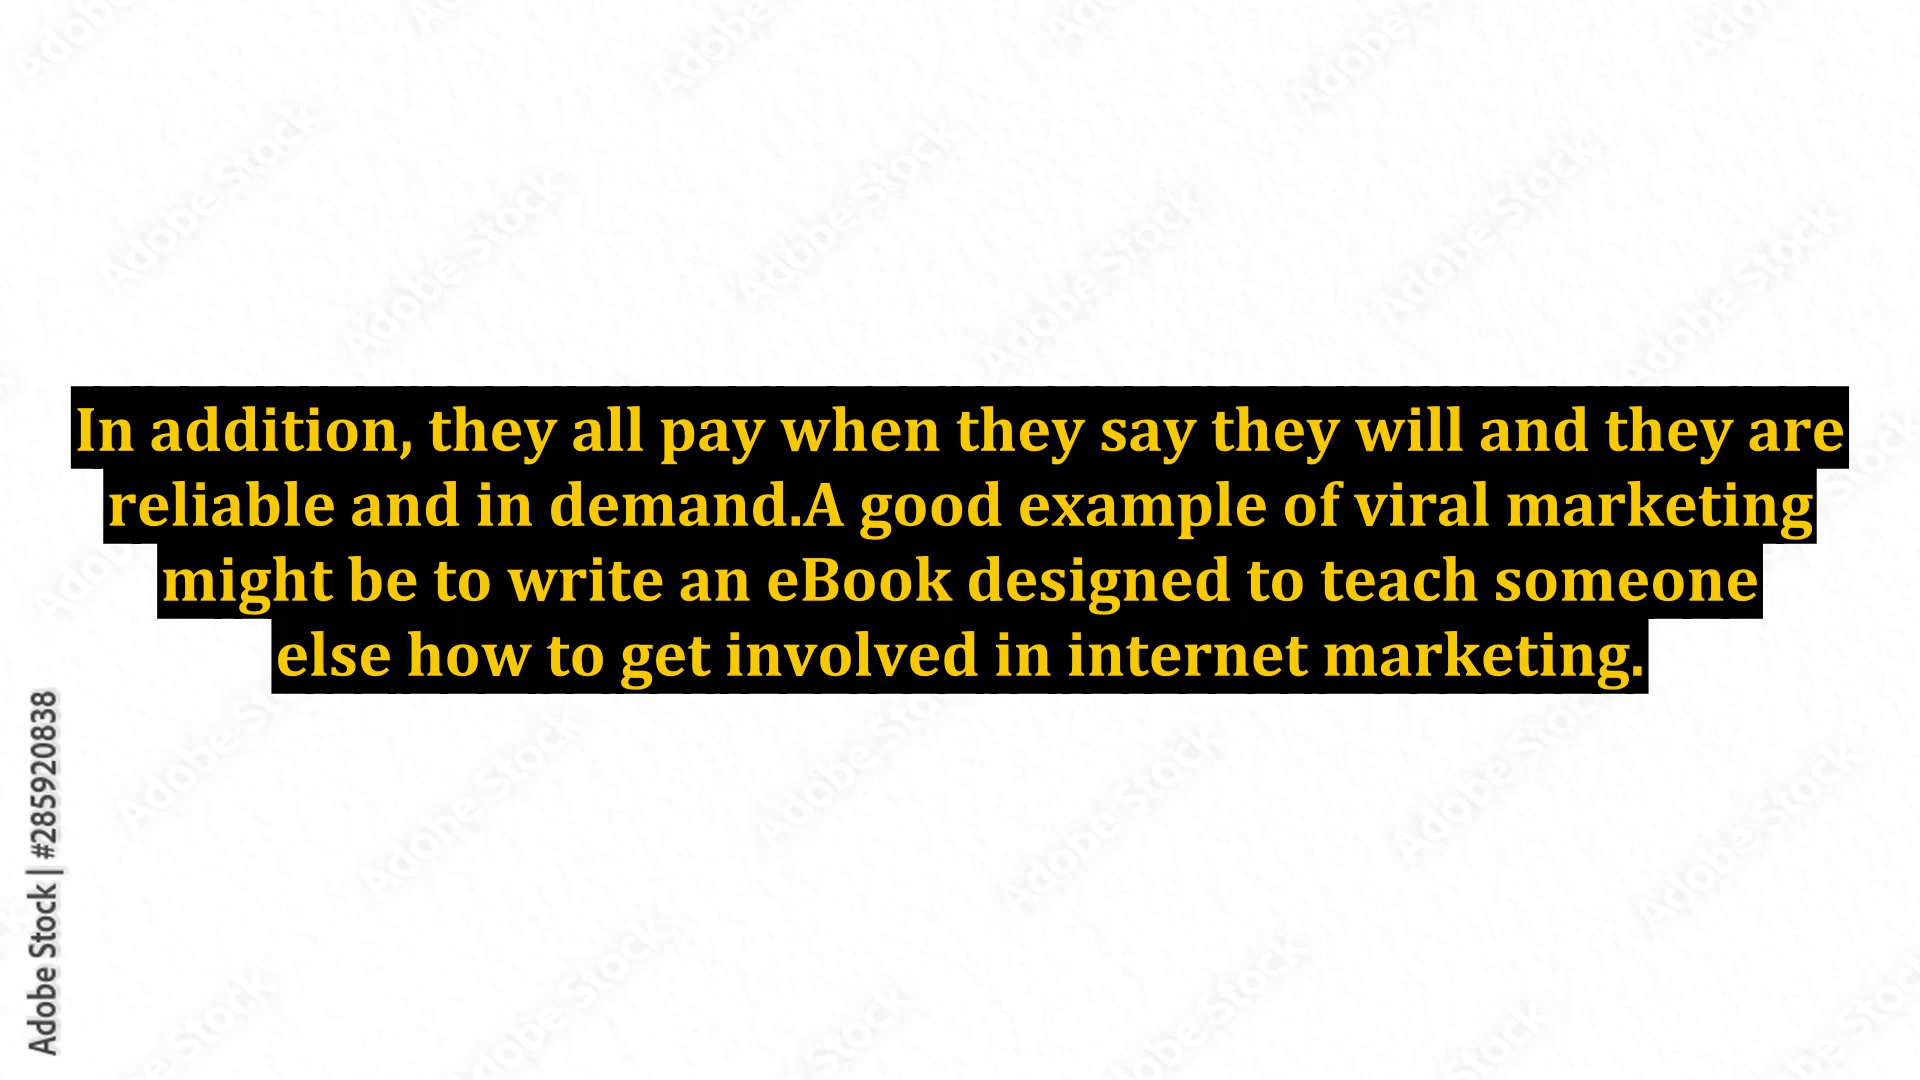 In addition, they all pay when they say they will and they are
reliable and in demand.A good example of viral marketing
might be to write an eBook designed to teach someone
else how to get involved in internet marketing.
Adobe Stock | #285920838